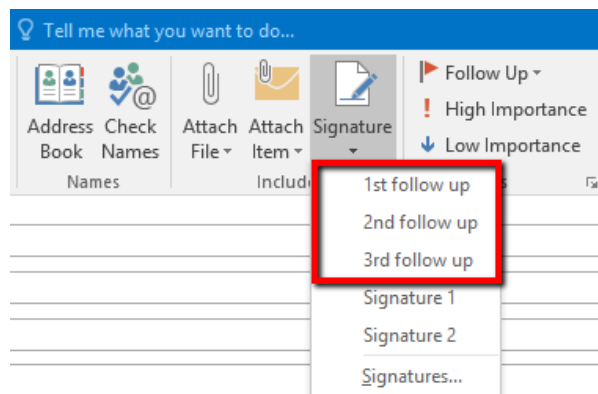 Tell me what you want to do...
Address Book
Check Names
Attach File
Attach Item
Signature
Follow Up
High Importance
Low Importance
Names
Includ
1st follow up
2nd follow up
3rd follow up
Signature 1
Signature 2
Signatures...